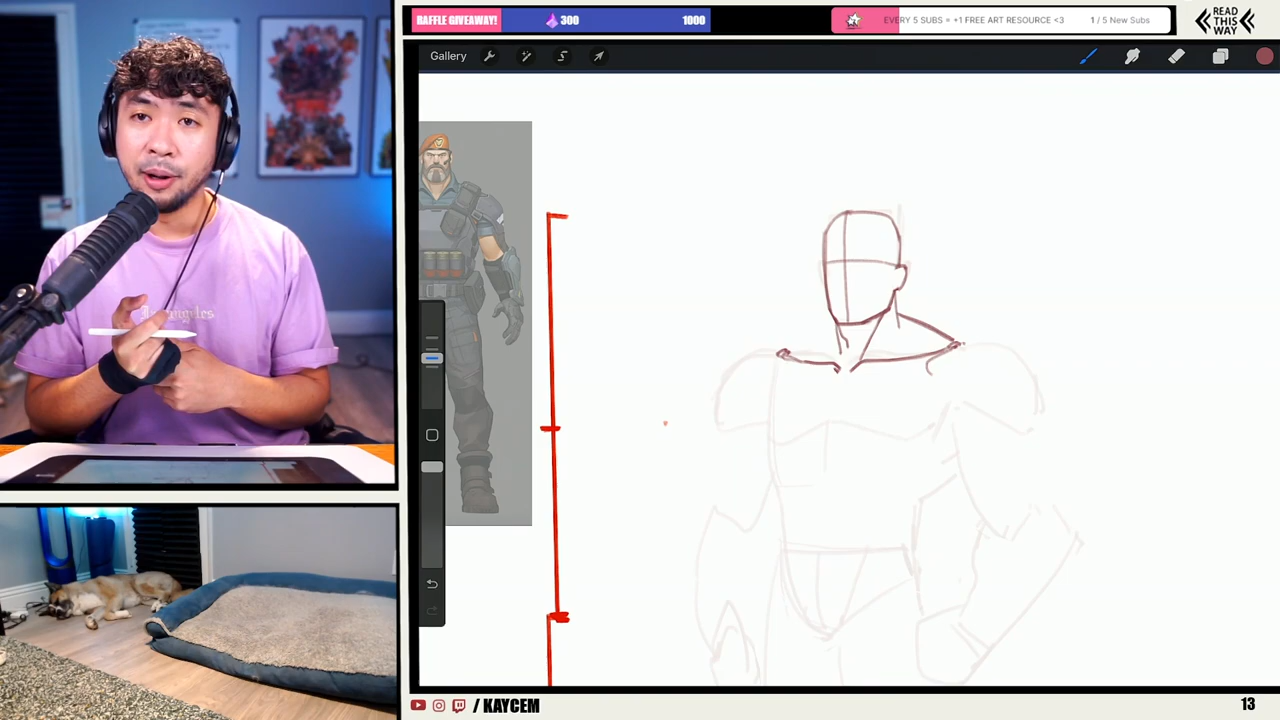 RAFFLE GIVEAWAY! 300 1000
EVERY 5 SUBS = +1 FREE ART RESOURCE <3 1 / 5 New Subs
READ
THIS
WAY
Gallery
/ KAYCEM
13